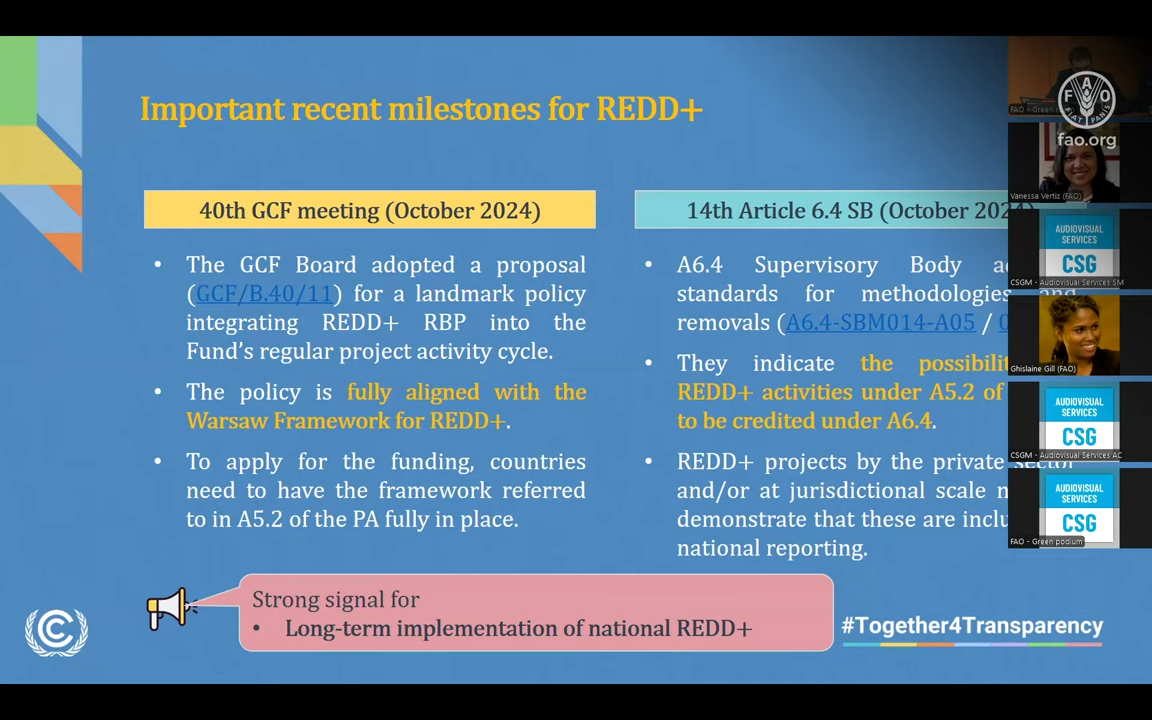 Important recent milestones for REDD+
40th GCF meeting (October 2024)
• The GCF Board adopted a proposal
(GCF/B.40/11) for a landmark policy
integrating REDD+ RBP into the
Fund's regular project activity cycle.
• The policy is fully aligned with the
Warsaw Framework for REDD+.
• To apply for the funding, countries
need to have the framework referred
to in A5.2 of the PA fully in place.
14th Article 6.4 SB (October 2024)
• A6.4 Supervisory Body
standards for methodologies and
removals (A6.4-SBM014-A05 /
• They indicate the
REDD+ activities under A5.2 of
to be credited under A6.4.
• REDD+ projects by the private sector
and/or at jurisdictional scale
demonstrate that these are
national reporting.
Strong signal for
• Long-term implementation of national REDD+
#Together4Transparency
FAO
FIAT PANIS
fao.org
FAO - Green
Vanessa Vertiz (FAO)
AUDIOVISUAL
SERVICES
CSG
CSGM - Audiovisual Services SM
Ghislaine Gill (FAO)
AUDIOVISUAL
SERVICES
CSG
CSGM - Audiovisual Services AC
AUDIOVISUAL
SERVICES
CSG
FAO - Green podium